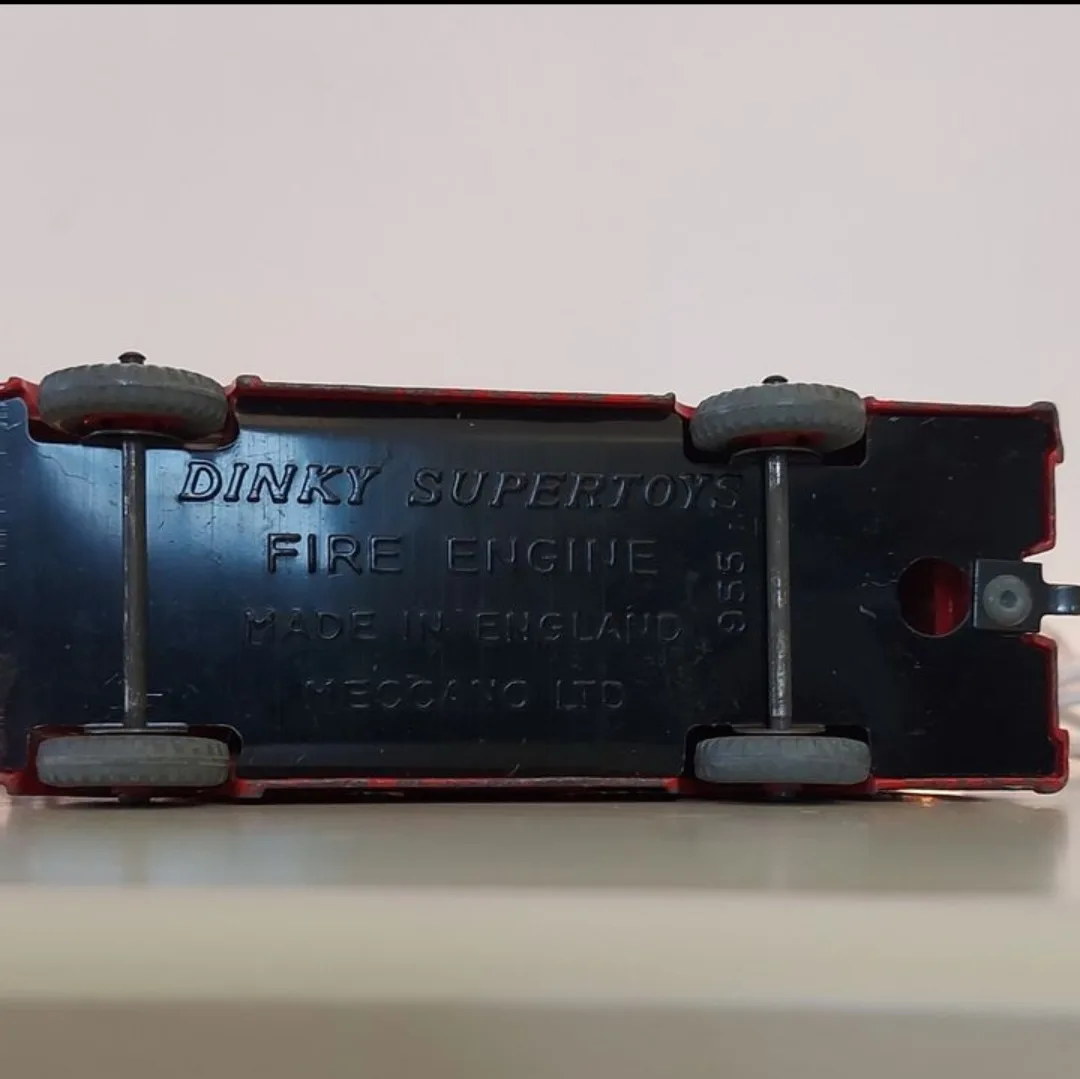 DINKY SUPERTOYS
FIRE ENGINE
MADE IN ENGLAND
MECCANO LTD
955